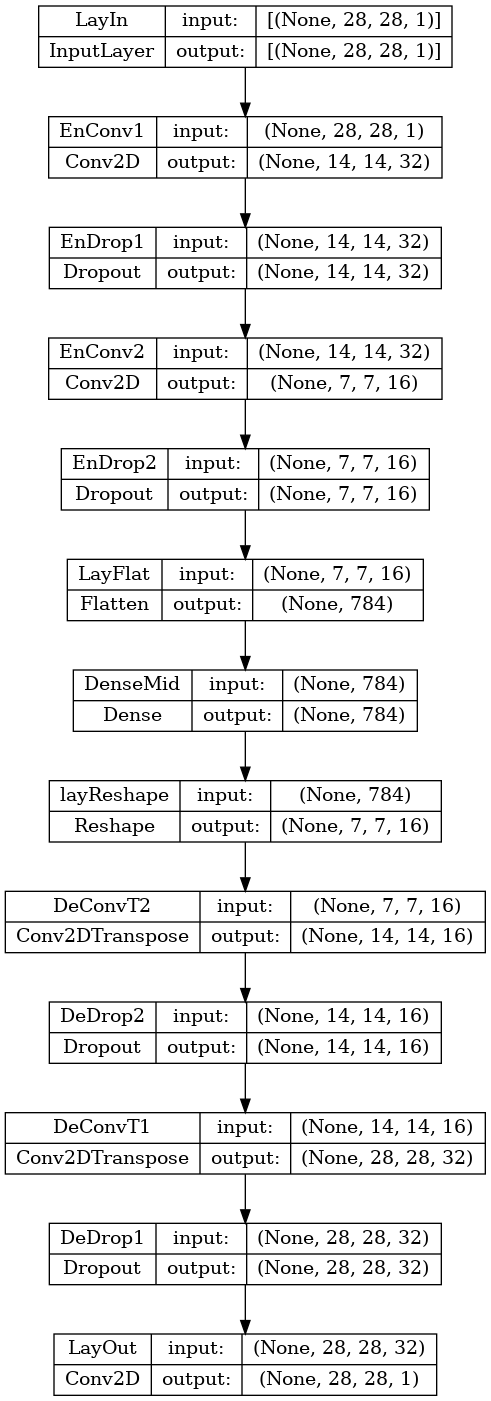 LayIn input: [(None, 28, 28, 1)]
InputLayer output: [(None, 28, 28, 1)]
EnConv1 input: (None, 28, 28, 1)
Conv2D output: (None, 14, 14, 32)
EnDrop1 input: (None, 14, 14, 32)
Dropout output: (None, 14, 14, 32)
EnConv2 input: (None, 14, 14, 32)
Conv2D output: (None, 7, 7, 16)
EnDrop2 input: (None, 7, 7, 16)
Dropout output: (None, 7, 7, 16)
LayFlat input: (None, 7, 7, 16)
Flatten output: (None, 784)
DenseMid input: (None, 784)
Dense output: (None, 784)
layReshape input: (None, 784)
Reshape output: (None, 7, 7, 16)
DeConvT2 input: (None, 7, 7, 16)
Conv2DTranspose output: (None, 14, 14, 16)
DeDrop2 input: (None, 14, 14, 16)
Dropout output: (None, 14, 14, 16)
DeConvT1 input: (None, 14, 14, 16)
Conv2DTranspose output: (None, 28, 28, 32)
DeDrop1 input: (None, 28, 28, 32)
Dropout output: (None, 28, 28, 32)
LayOut input: (None, 28, 28, 32)
Conv2D output: (None, 28, 28, 1)